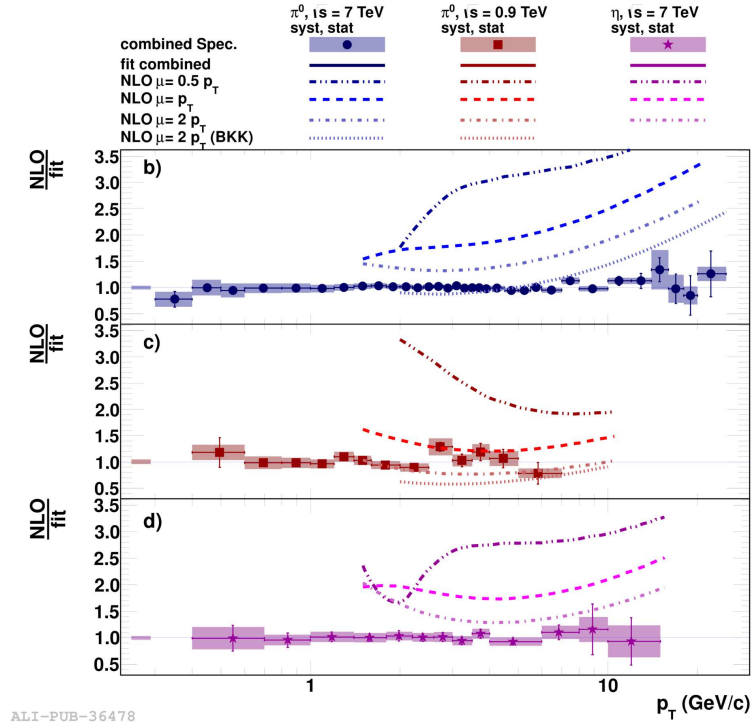 π⁰, √s = 7 TeV π⁰, √s = 0.9 TeV η, √s = 7 TeV
syst, stat syst, stat syst, stat
combined Spec.
fit combined
NLO μ= 0.5 p_T
NLO μ= p_T
NLO μ= 2 p_T
NLO μ= 2 p_T (BKK)
b)
NLO
fit
3.5
3.0
2.5
2.0
1.5
1.0
0.5
c)
NLO
fit
3.5
3.0
2.5
2.0
1.5
1.0
0.5
d)
NLO
fit
3.5
3.0
2.5
2.0
1.5
1.0
0.5
1 10
p_T (GeV/c)
ALI-PUB-36478